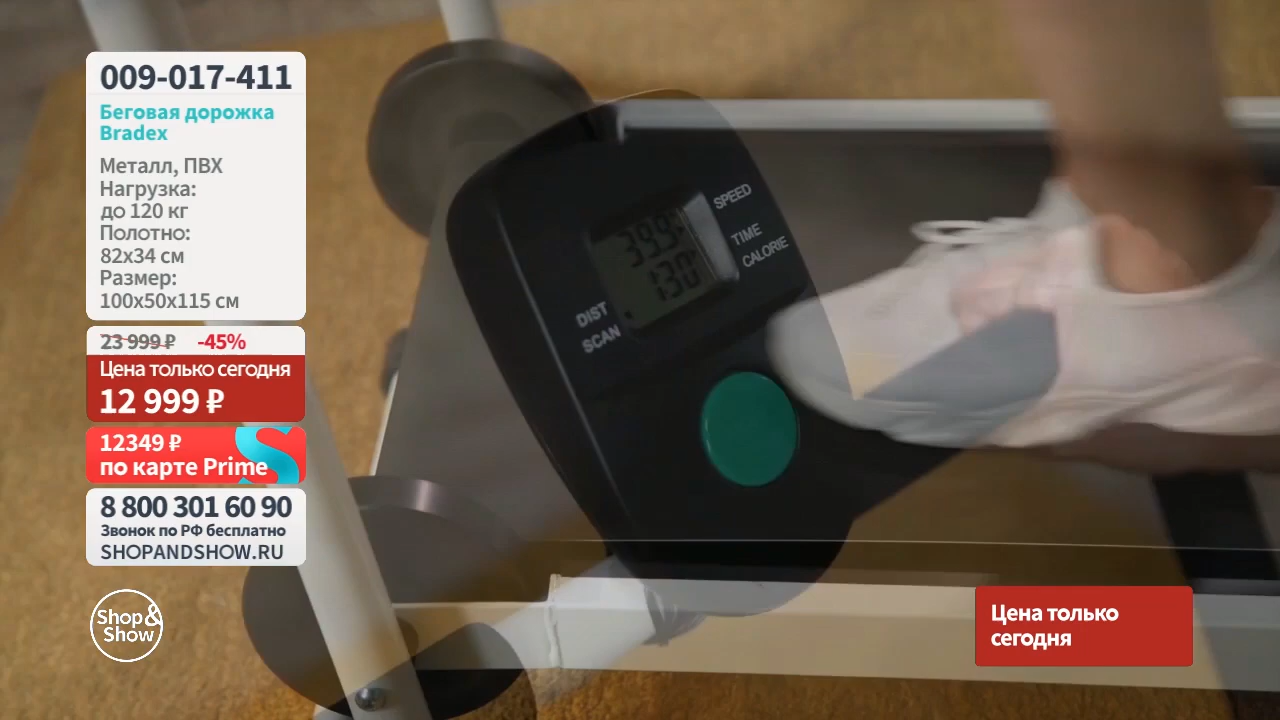 009-017-411
Беговая дорожка
Bradex
Металл, ПВХ
Нагрузка:
до 120 кг
Полотно:
82x34 см
Размер:
100x50x115 см
23 999 ₽ -45%
Цена только сегодня
12 999 ₽
12349 ₽
по карте Prime
8 800 301 60 90
Звонок по РФ бесплатно
SHOPANDSHOW.RU
Shop&
Show
SPEED
TIME
CALORIE
DIST
SCAN
Цена только
сегодня